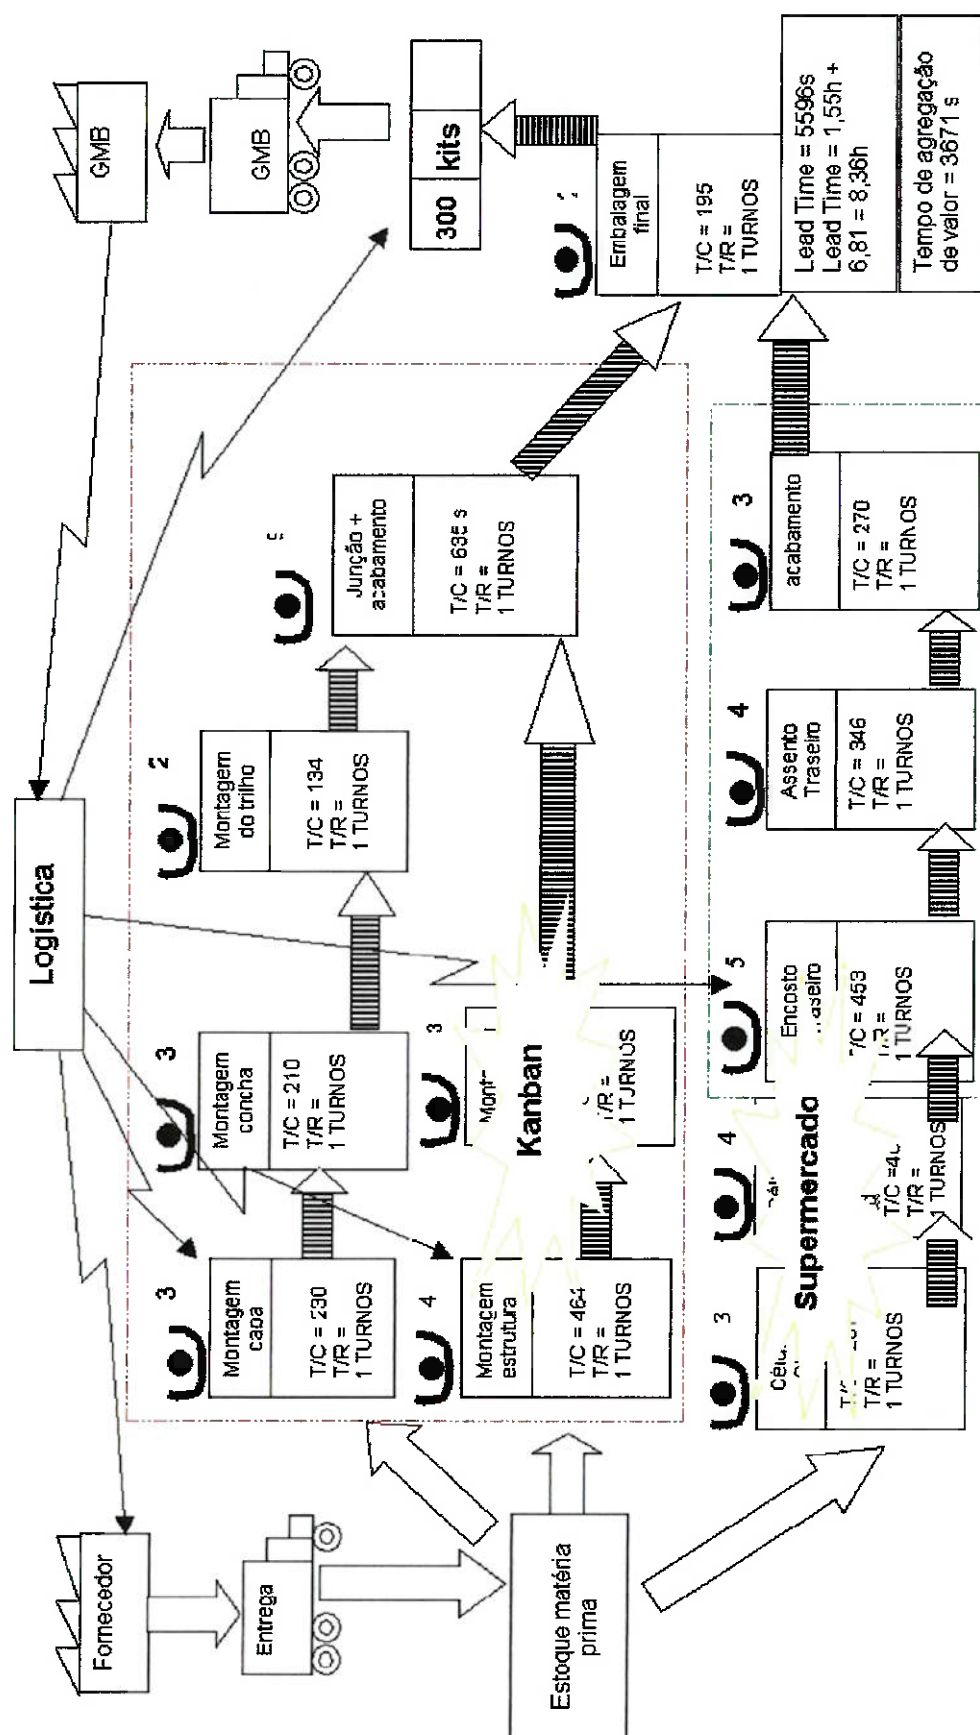 Logística
Fornecedor
Entrega
Estoque matéria
prima
GMB
GMB
300 kits
3
Montagem
capa
T/C = 230
T/R =
1 TURNOS
3
Montagem
concha
T/C = 210
T/R =
1 TURNOS
2
Montagem
do trilho
T/C = 134
T/R =
1 TURNOS
Junção +
acabamento
T/C = 635 s
T/R =
1 TURNOS
4
Montagem
estrutura
T/C = 464
T/R =
1 TURNOS
3
Kanban
T/R =
1 TURNOS
Embalagem
final
T/C = 195
T/R =
1 TURNOS
Lead Time = 5596s
Lead Time = 1,55h +
6,81 = 8,36h
Tempo de agregação
de valor = 3671 s
3
T/R =
1 TURNOS
4
T/R =
1 TURNOS
Supermercado
5
Encosto
T/C = 453
T/R =
1 TURNOS
4
Assento
Traseiro
T/C = 346
T/R =
1 TURNOS
3
acabamento
T/C = 270
T/R =
1 TURNOS